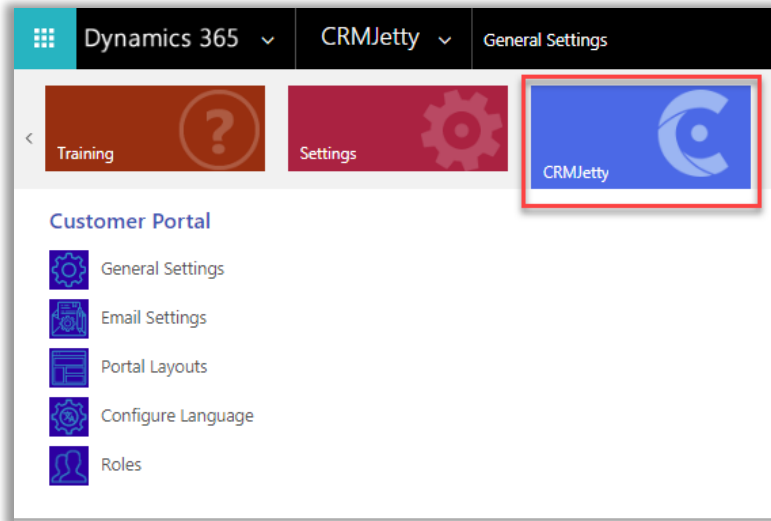 Dynamics 365 CRMJetty General Settings
Training Settings CRMJetty
Customer Portal
General Settings
Email Settings
Portal Layouts
Configure Language
Roles